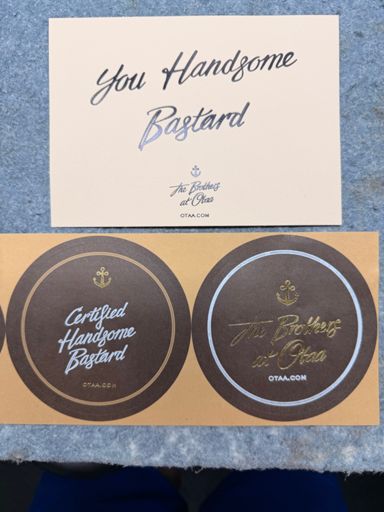 You Handsome
Bastard
The Brothers
at Otaa
OTAA.COM
Certified
Handsome
Bastard
OTAA.COM
The Brothers
at Otaa
OTAA.COM